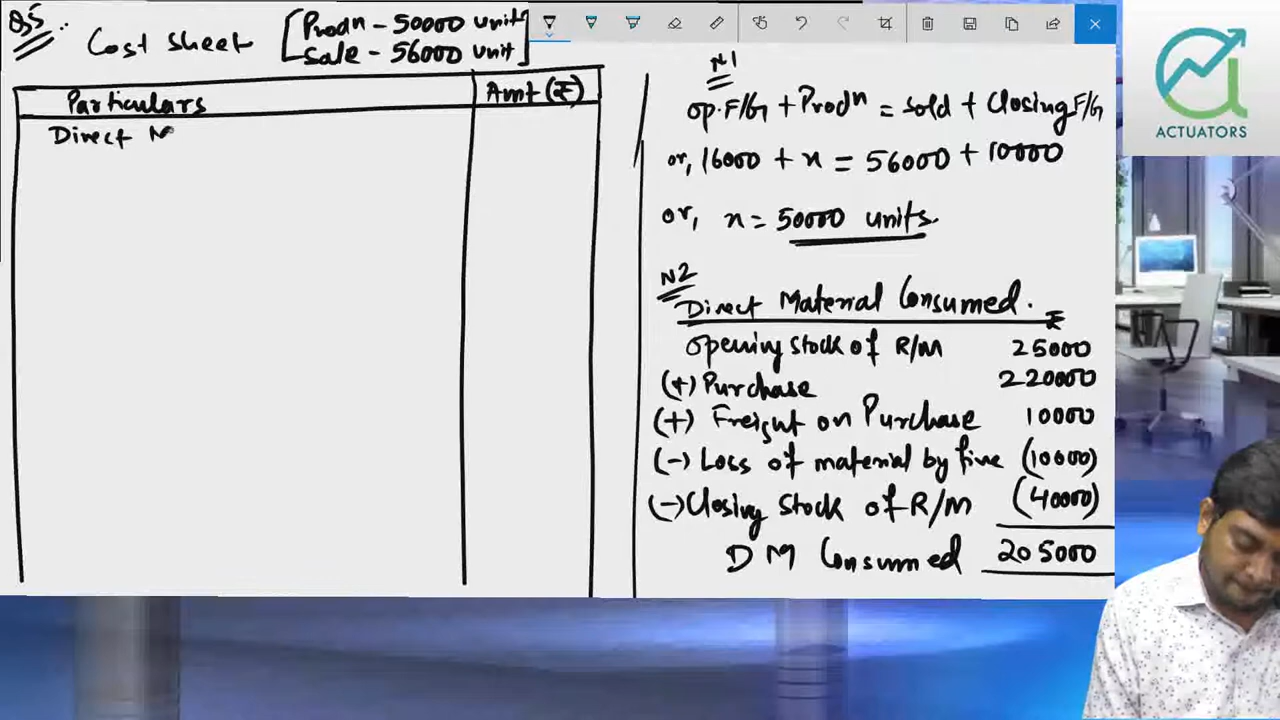 Q5.
Cost Sheet
Prodn - 50000 unit
Sale - 56000 unit
Particulars Amt (₹)
Direct M
N1
op. F/G + Prodn = Sold + Closing F/G
or, 16000 + x = 56000 + 10000
or, x = 50000 units.
N2
Direct Material Consumed.
₹
Opening stock of R/M 25000
(+) Purchase 220000
(+) Freight on Purchase 10000
(-) Loss of material by fire (10000)
(-) Closing Stock of R/M (40000)
DM Consumed 205000
ACTUATORS